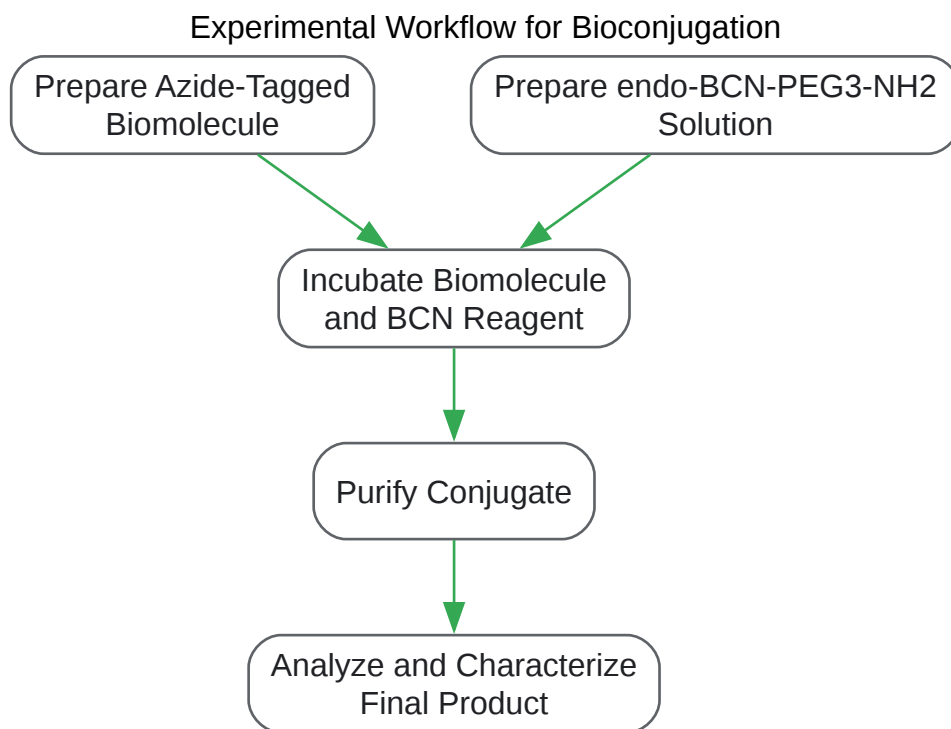 Experimental Workflow for Bioconjugation
Prepare Azide-Tagged
Biomolecule
Prepare endo-BCN-PEG3-NH2
Solution
Incubate Biomolecule
and BCN Reagent
Purify Conjugate
Analyze and Characterize
Final Product